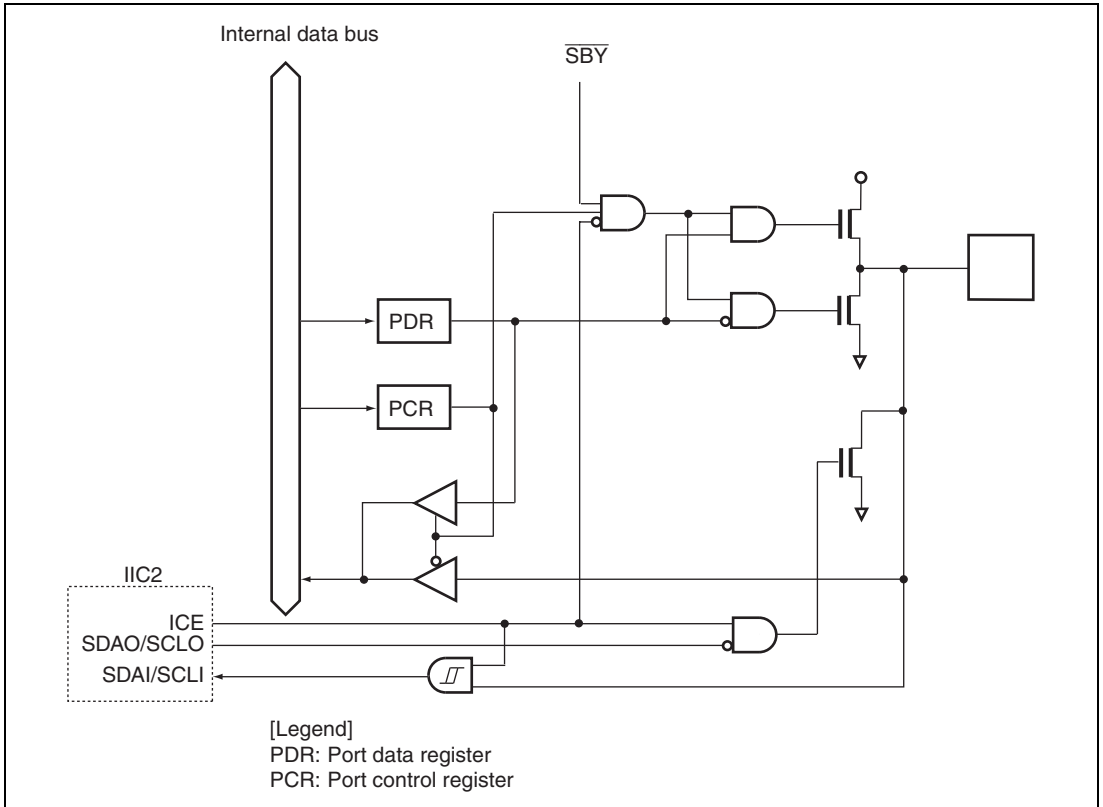 Internal data bus
SBY
PDR
PCR
IIC2
ICE
SDAO/SCLO
SDAI/SCLI
[Legend]
PDR: Port data register
PCR: Port control register